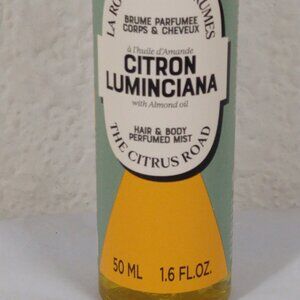 BRUME PARFUMÉE
CORPS & CHEVEUX
à l'huile d'Amande
CITRON
LUMINCIANA
with Almond oil
HAIR & BODY
PERFUMED MIST
THE CITRUS ROAD
50 ML 1.6 FL.OZ.